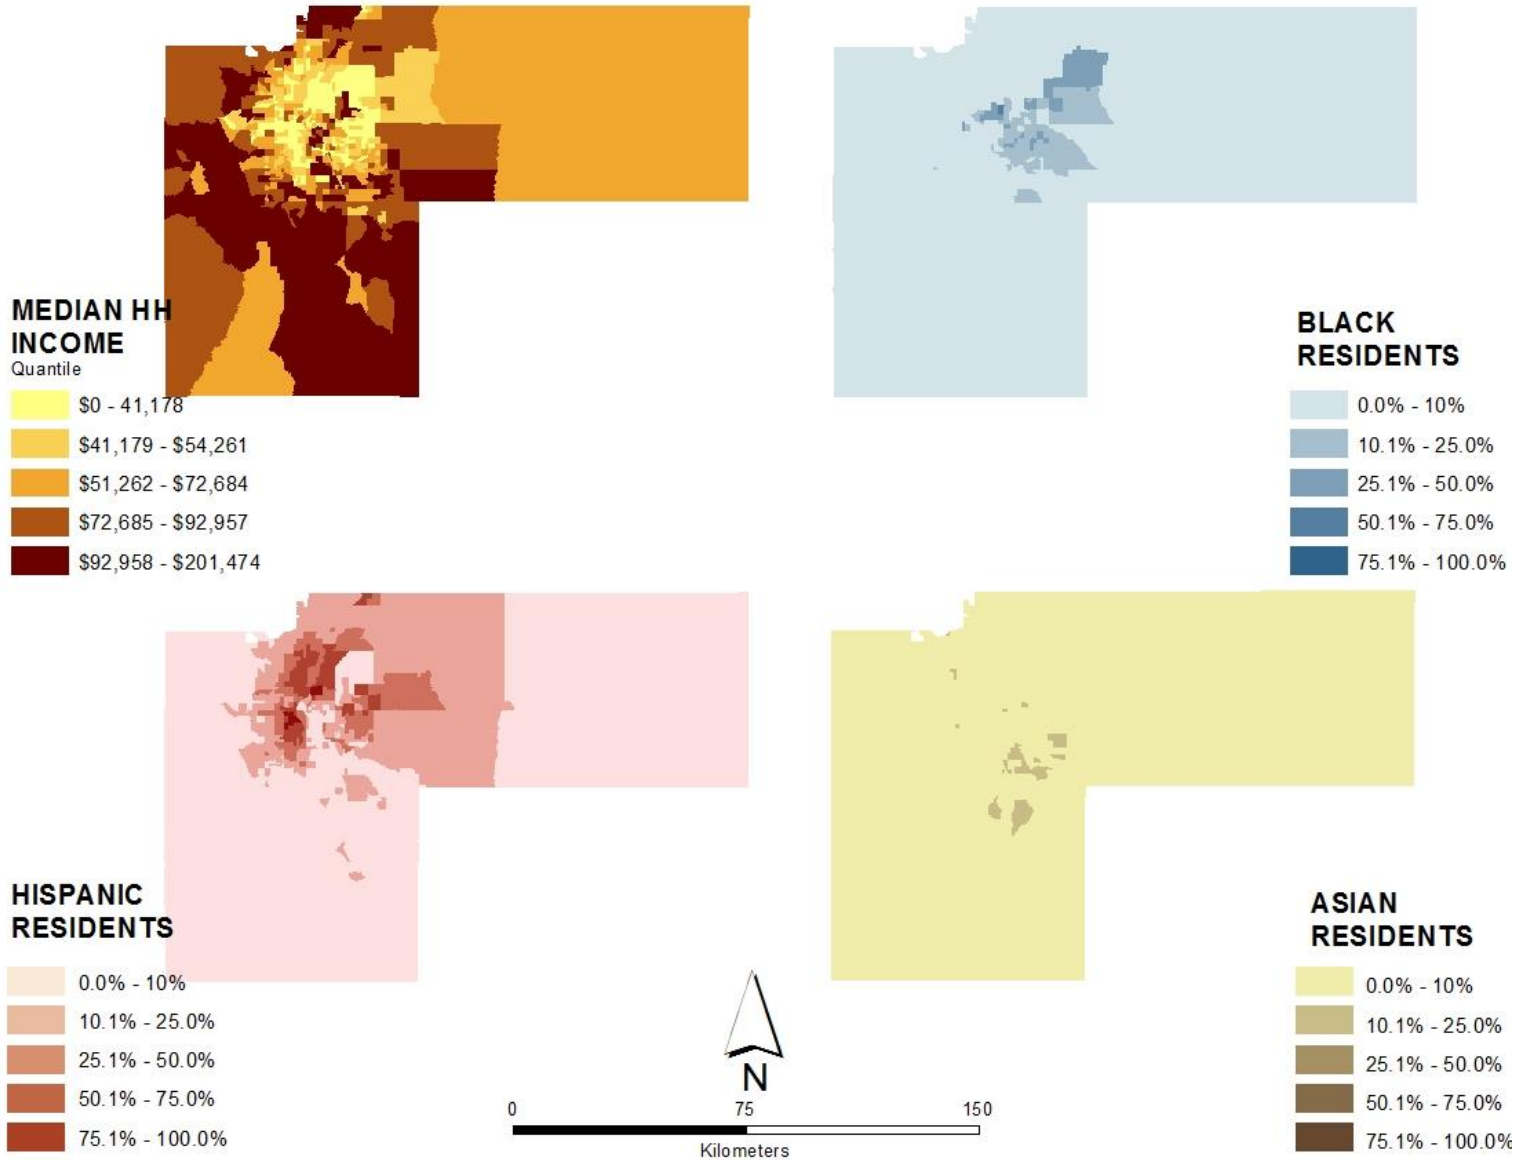 MEDIAN HH
INCOME
Quantile
$0 - 41,178
$41,179 - $54,261
$51,262 - $72,684
$72,685 - $92,957
$92,958 - $201,474
BLACK
RESIDENTS
0.0% - 10%
10.1% - 25.0%
25.1% - 50.0%
50.1% - 75.0%
75.1% - 100.0%
HISPANIC
RESIDENTS
0.0% - 10%
10.1% - 25.0%
25.1% - 50.0%
50.1% - 75.0%
75.1% - 100.0%
N
0 75 150
Kilometers
ASIAN
RESIDENTS
0.0% - 10%
10.1% - 25.0%
25.1% - 50.0%
50.1% - 75.0%
75.1% - 100.0%